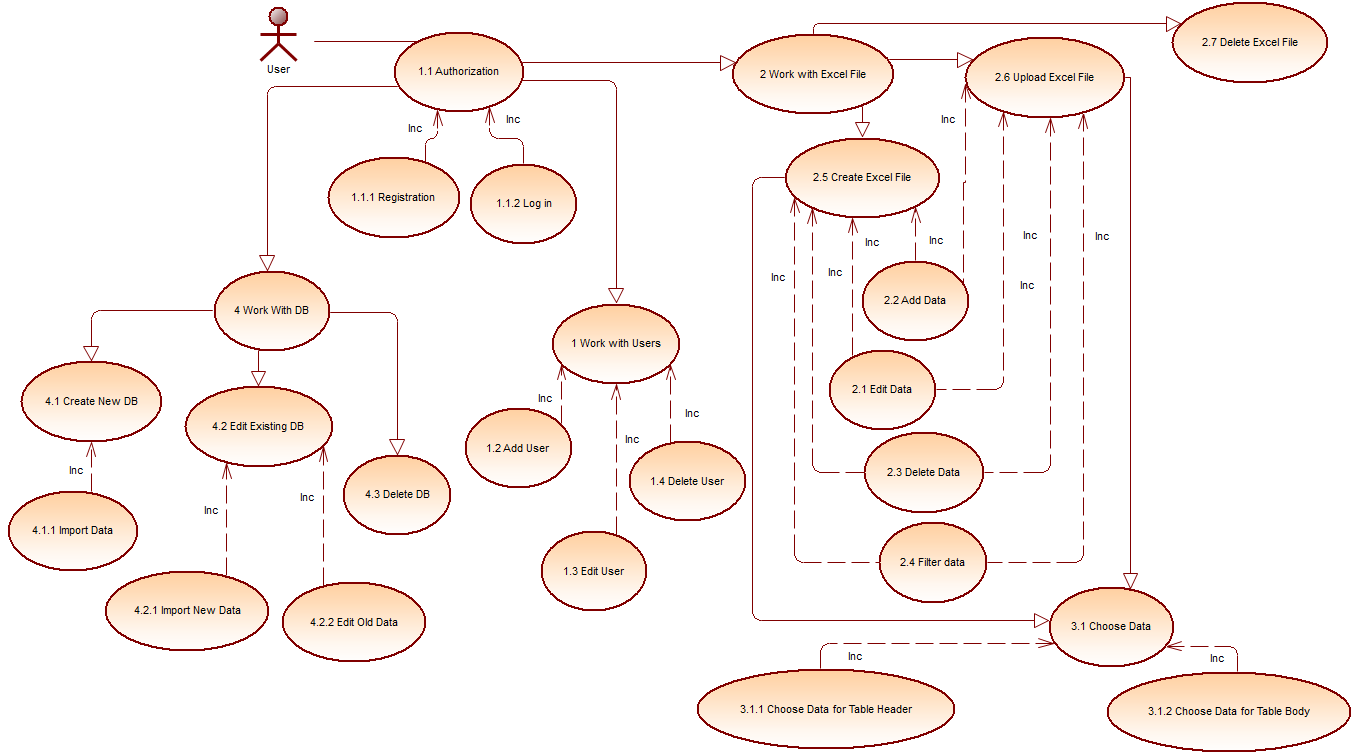 User
1.1 Authorization
2 Work with Excel File
2.6 Upload Excel File
2.7 Delete Excel File
Inc
Inc
Inc
1.1.1 Registration
1.1.2 Log in
2.5 Create Excel File
Inc
Inc
Inc
Inc
Inc
Inc
Inc
Inc
2.2 Add Data
4 Work With DB
1 Work with Users
2.1 Edit Data
4.1 Create New DB
4.2 Edit Existing DB
Inc
Inc
Inc
1.2 Add User
1.4 Delete User
2.3 Delete Data
Inc
4.3 Delete DB
Inc
Inc
4.1.1 Import Data
1.3 Edit User
2.4 Filter data
4.2.1 Import New Data
4.2.2 Edit Old Data
3.1 Choose Data
Inc
Inc
3.1.1 Choose Data for Table Header
3.1.2 Choose Data for Table Body